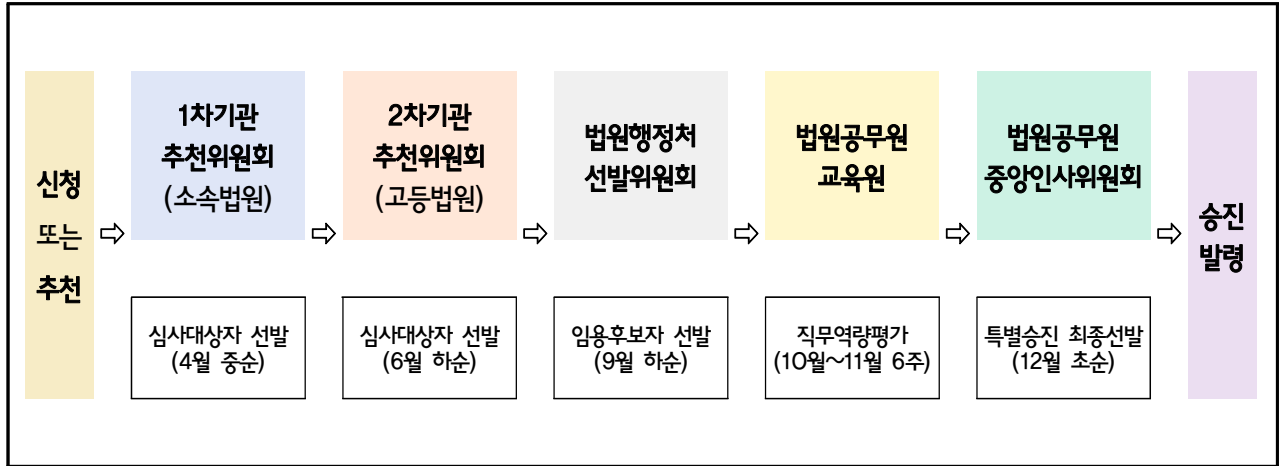 신청
또는
추천
1차기관
추천위원회
(소속법원)
심사대상자 선발
(4월 중순)
2차기관
추천위원회
(고등법원)
심사대상자 선발
(6월 하순)
법원행정처
선발위원회
임용후보자 선발
(9월 하순)
법원공무원
교육원
직무역량평가
(10월~11월 6주)
법원공무원
중앙인사위원회
특별승진 최종선발
(12월 초순)
승진
발령